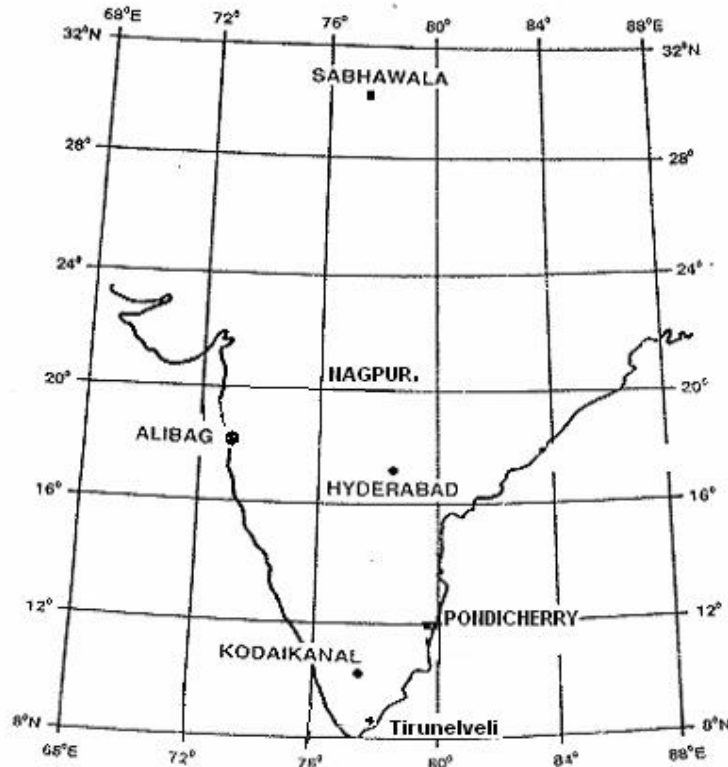 68°E 72° 76° 80° 84° 88°E
32°N 32°N
SABHAWALA
28° 28°
24° 24°
NAGPUR.
20° 20°
ALIBAG
HYDERABAD
16° 16°
12° PONDICHERRY 12°
KODAIKANAL
8°N Tirunelveli 8°N
65°E 72° 76° 80° 84° 88°E